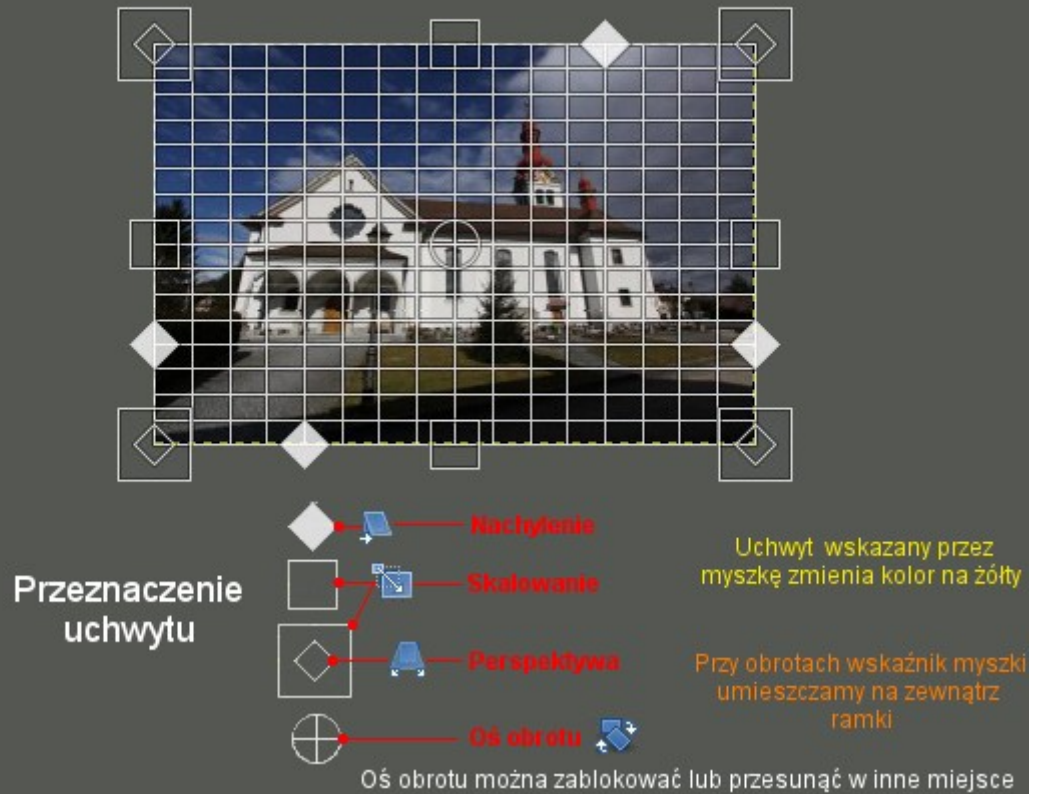 Nachylenie
Uchwyt wskazany przez
myszkę zmienia kolor na żółty
Przeznaczenie
uchwytu
Skalowanie
Perspektywa
Przy obrotach wskaźnik myszki
umieszczamy na zewnątrz
ramki
Oś obrotu
Oś obrotu można zablokować lub przesunąć w inne miejsce